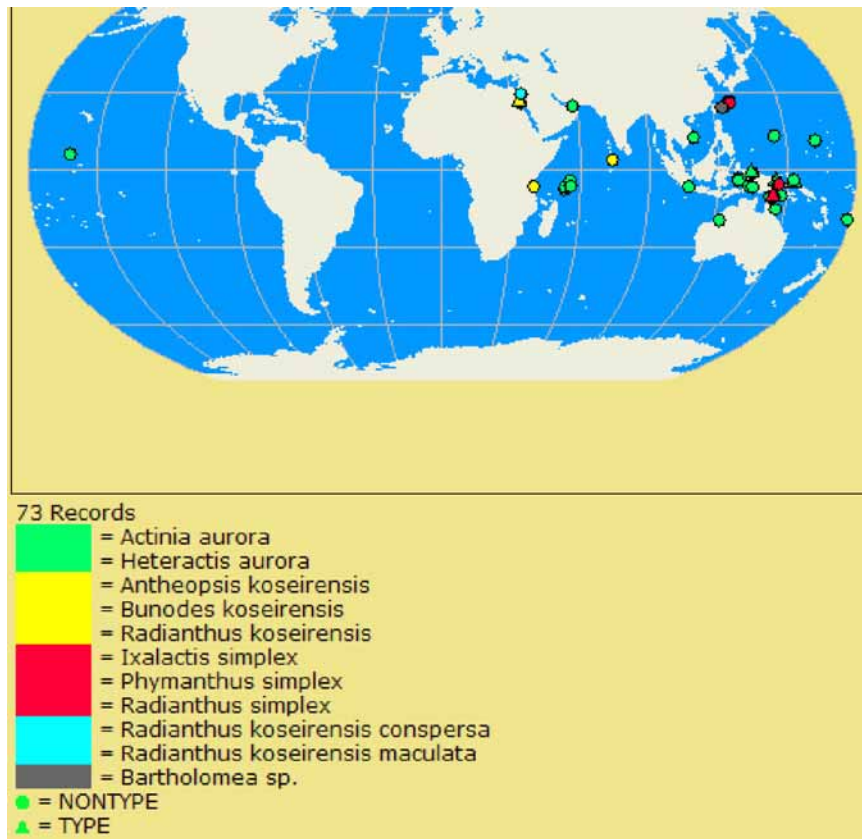 73 Records
= Actinia aurora
= Heteractis aurora
= Antheopsis koseirensis
= Bunodes koseirensis
= Radianthus koseirensis
= Ixalactis simplex
= Phymanthus simplex
= Radianthus simplex
= Radianthus koseirensis conspersa
= Radianthus koseirensis maculata
= Bartholomea sp.
= NONTYPE
= TYPE